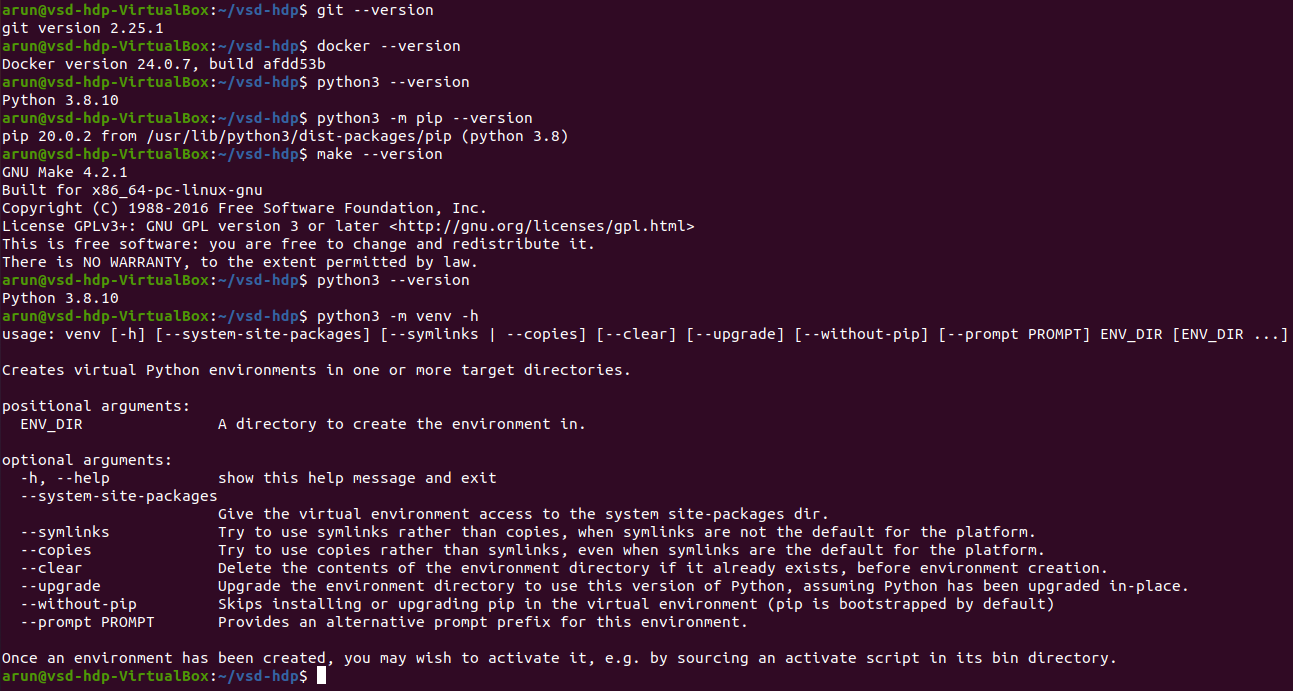 arun@vsd-hdp-VirtualBox:~/vsd-hdp$ git --version
git version 2.25.1
arun@vsd-hdp-VirtualBox:~/vsd-hdp$ docker --version
Docker version 24.0.7, build afdd53b
arun@vsd-hdp-VirtualBox:~/vsd-hdp$ python3 --version
Python 3.8.10
arun@vsd-hdp-VirtualBox:~/vsd-hdp$ python3 -m pip --version
pip 20.0.2 from /usr/lib/python3/dist-packages/pip (python 3.8)
arun@vsd-hdp-VirtualBox:~/vsd-hdp$ make --version
GNU Make 4.2.1
Built for x86_64-pc-linux-gnu
Copyright (C) 1988-2016 Free Software Foundation, Inc.
License GPLv3+: GNU GPL version 3 or later <http://gnu.org/licenses/gpl.html>
This is free software: you are free to change and redistribute it.
There is NO WARRANTY, to the extent permitted by law.
arun@vsd-hdp-VirtualBox:~/vsd-hdp$ python3 --version
Python 3.8.10
arun@vsd-hdp-VirtualBox:~/vsd-hdp$ python3 -m venv -h
usage: venv [-h] [--system-site-packages] [--symlinks | --copies] [--clear] [--upgrade] [--without-pip] [--prompt PROMPT] ENV_DIR [ENV_DIR ...]

Creates virtual Python environments in one or more target directories.

positional arguments:
  ENV_DIR               A directory to create the environment in.

optional arguments:
  -h, --help            show this help message and exit
  --system-site-packages
                        Give the virtual environment access to the system site-packages dir.
  --symlinks            Try to use symlinks rather than copies, when symlinks are not the default for the platform.
  --copies              Try to use copies rather than symlinks, even when symlinks are the default for the platform.
  --clear               Delete the contents of the environment directory if it already exists, before environment creation.
  --upgrade             Upgrade the environment directory to use this version of Python, assuming Python has been upgraded in-place.
  --without-pip         Skips installing or upgrading pip in the virtual environment (pip is bootstrapped by default)
  --prompt PROMPT       Provides an alternative prompt prefix for this environment.

Once an environment has been created, you may wish to activate it, e.g. by sourcing an activate script in its bin directory.
arun@vsd-hdp-VirtualBox:~/vsd-hdp$